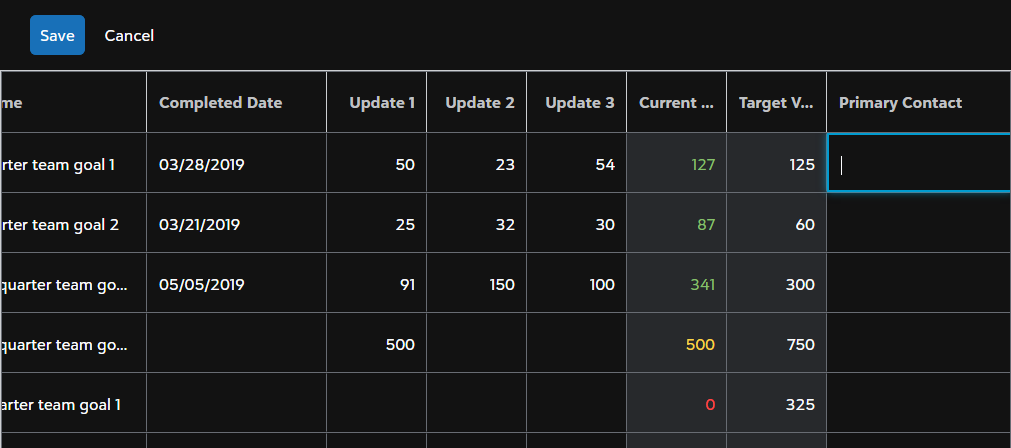 Save Cancel
me Completed Date Update 1 Update 2 Update 3 Current ... Target V... Primary Contact
rter team goal 1 03/28/2019 50 23 54 127 125
rter team goal 2 03/21/2019 25 32 30 87 60
quarter team go... 05/05/2019 91 150 100 341 300
quarter team go... 500 500 750
arter team goal 1 0 325